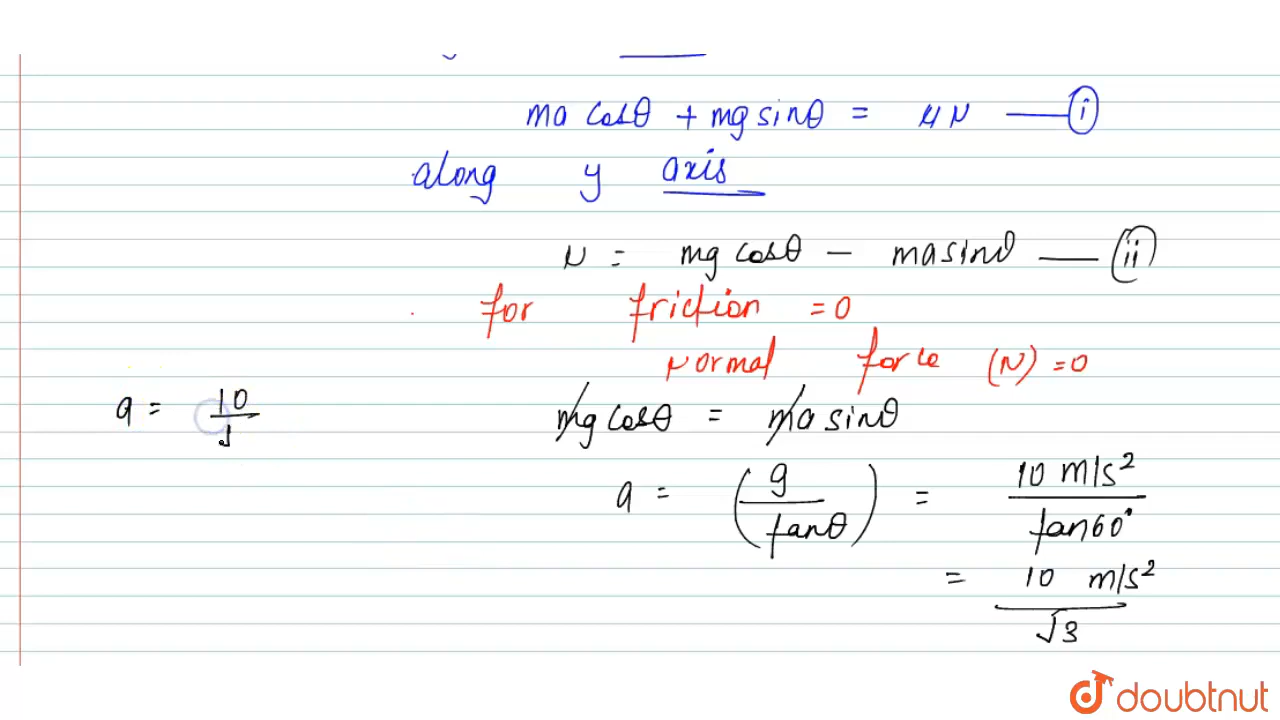 ma cosθ + mg sinθ = μN —— (i)
along y axis
N = mg cosθ − ma sinθ —— (ii)
for friction = 0
Normal force (N) = 0
mg cosθ = ma sinθ
a = (g / tanθ) = 10 m/s² / tan60°
= 10 m/s² / √3
a = 10 / √
doubtnut